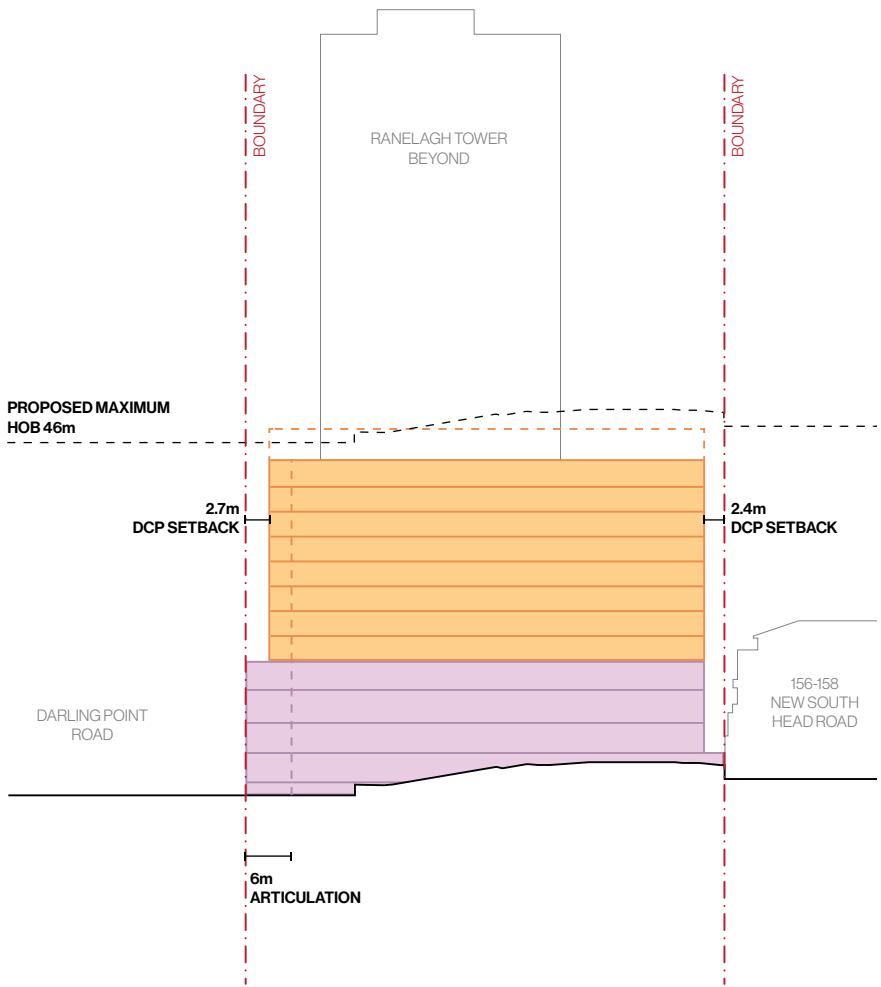 BOUNDARY
BOUNDARY
RANELAGH TOWER
BEYOND
PROPOSED MAXIMUM
HOB 46m
2.7m
DCP SETBACK
2.4m
DCP SETBACK
DARLING POINT
ROAD
156-158
NEW SOUTH
HEAD ROAD
6m
ARTICULATION